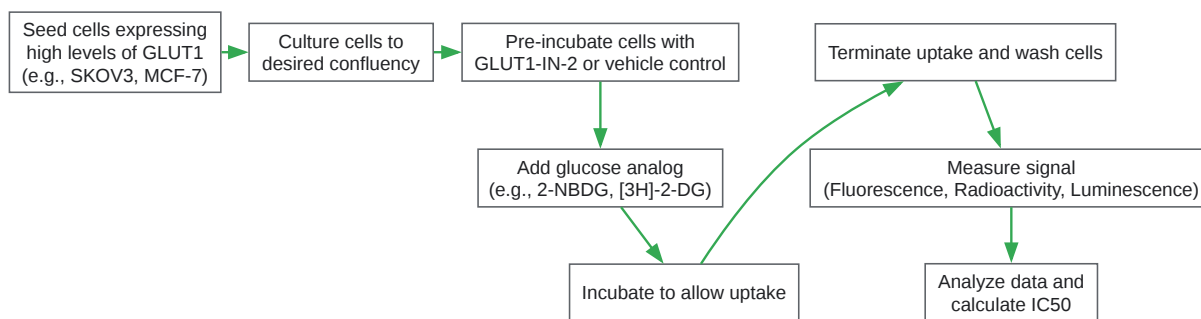 Seed cells expressing
high levels of GLUT1
(e.g., SKOV3, MCF-7)
Culture cells to
desired confluency
Pre-incubate cells with
GLUT1-IN-2 or vehicle control
Add glucose analog
(e.g., 2-NBDG, [3H]-2-DG)
Incubate to allow uptake
Terminate uptake and wash cells
Measure signal
(Fluorescence, Radioactivity, Luminescence)
Analyze data and
calculate IC50